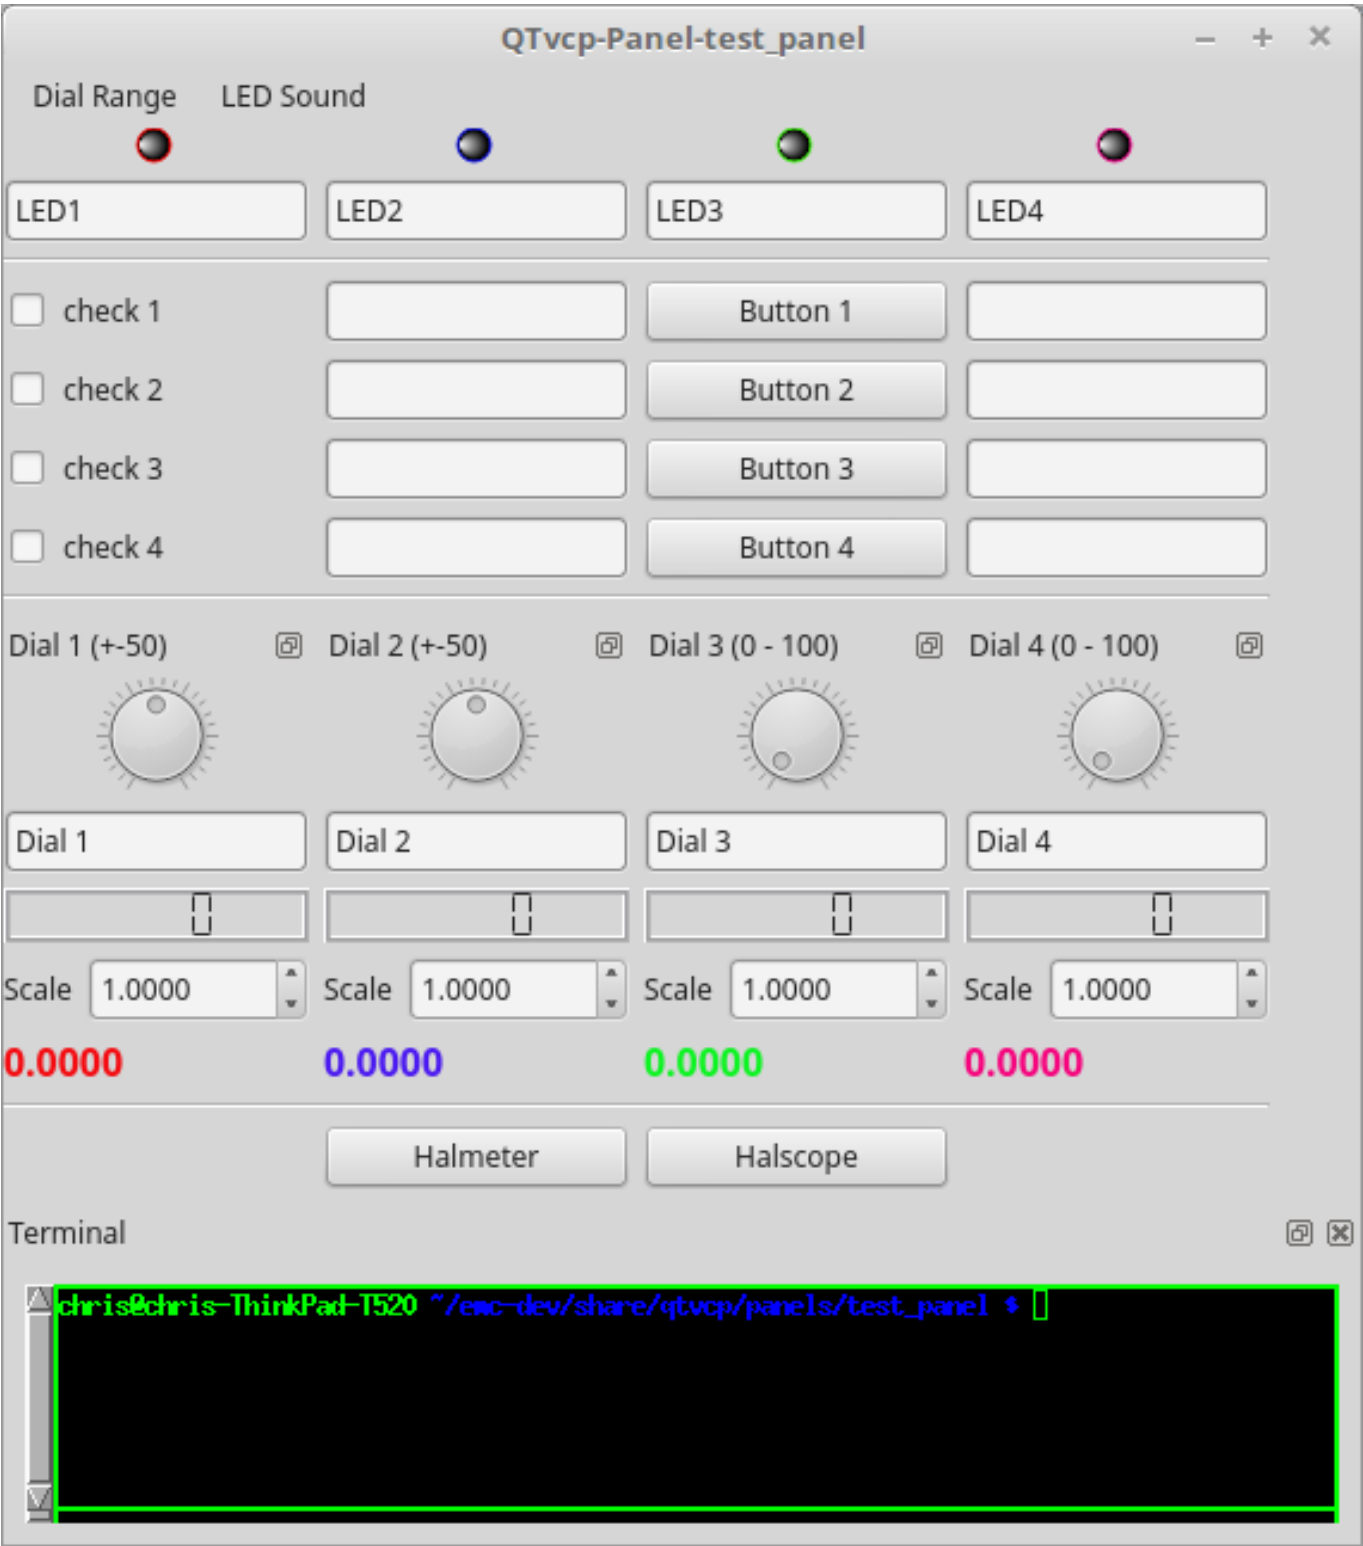 QTvcp-Panel-test_panel
Dial Range LED Sound
LED1 LED2 LED3 LED4
check 1 Button 1
check 2 Button 2
check 3 Button 3
check 4 Button 4
Dial 1 (+-50) Dial 2 (+-50) Dial 3 (0 - 100) Dial 4 (0 - 100)
Dial 1 Dial 2 Dial 3 Dial 4
0 0 0 0
Scale 1.0000 Scale 1.0000 Scale 1.0000 Scale 1.0000
0.0000 0.0000 0.0000 0.0000
Halmeter Halscope
Terminal
chris@chris-ThinkPad-T520 ~/emc-dev/share/qtvcp/panels/test_panel $